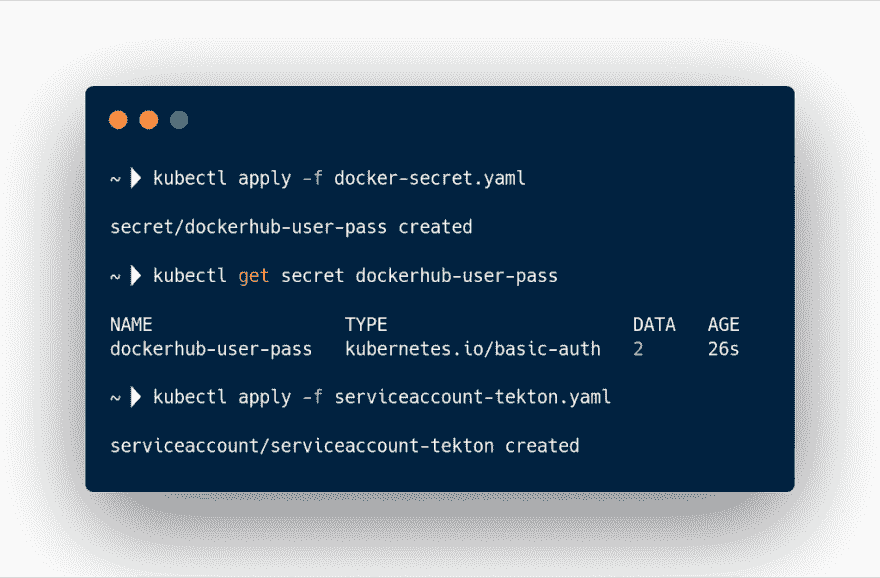 ~ kubectl apply -f docker-secret.yaml
secret/dockerhub-user-pass created
~ kubectl get secret dockerhub-user-pass
NAME TYPE DATA AGE
dockerhub-user-pass kubernetes.io/basic-auth 2 26s
~ kubectl apply -f serviceaccount-tekton.yaml
serviceaccount/serviceaccount-tekton created